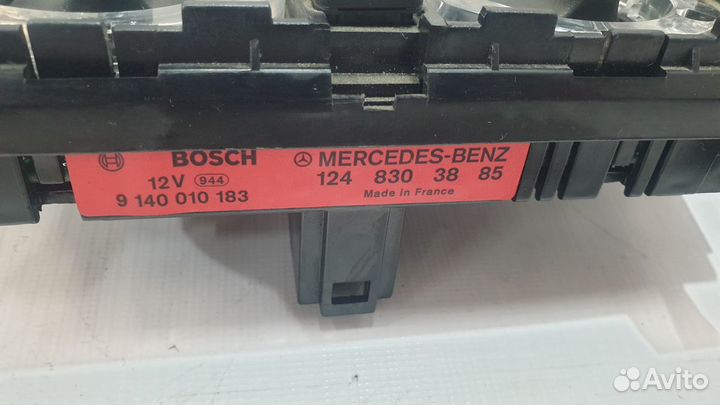 BOSCH
12V 944
9 140 010 183
MERCEDES-BENZ
124 830 38 85
Made in France
Avito